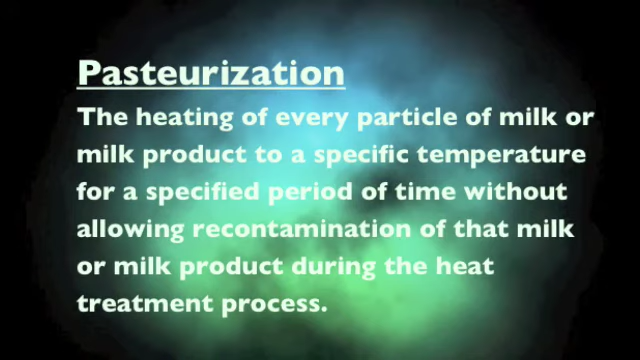 Pasteurization
The heating of every particle of milk or
milk product to a specific temperature
for a specified period of time without
allowing recontamination of that milk
or milk product during the heat
treatment process.